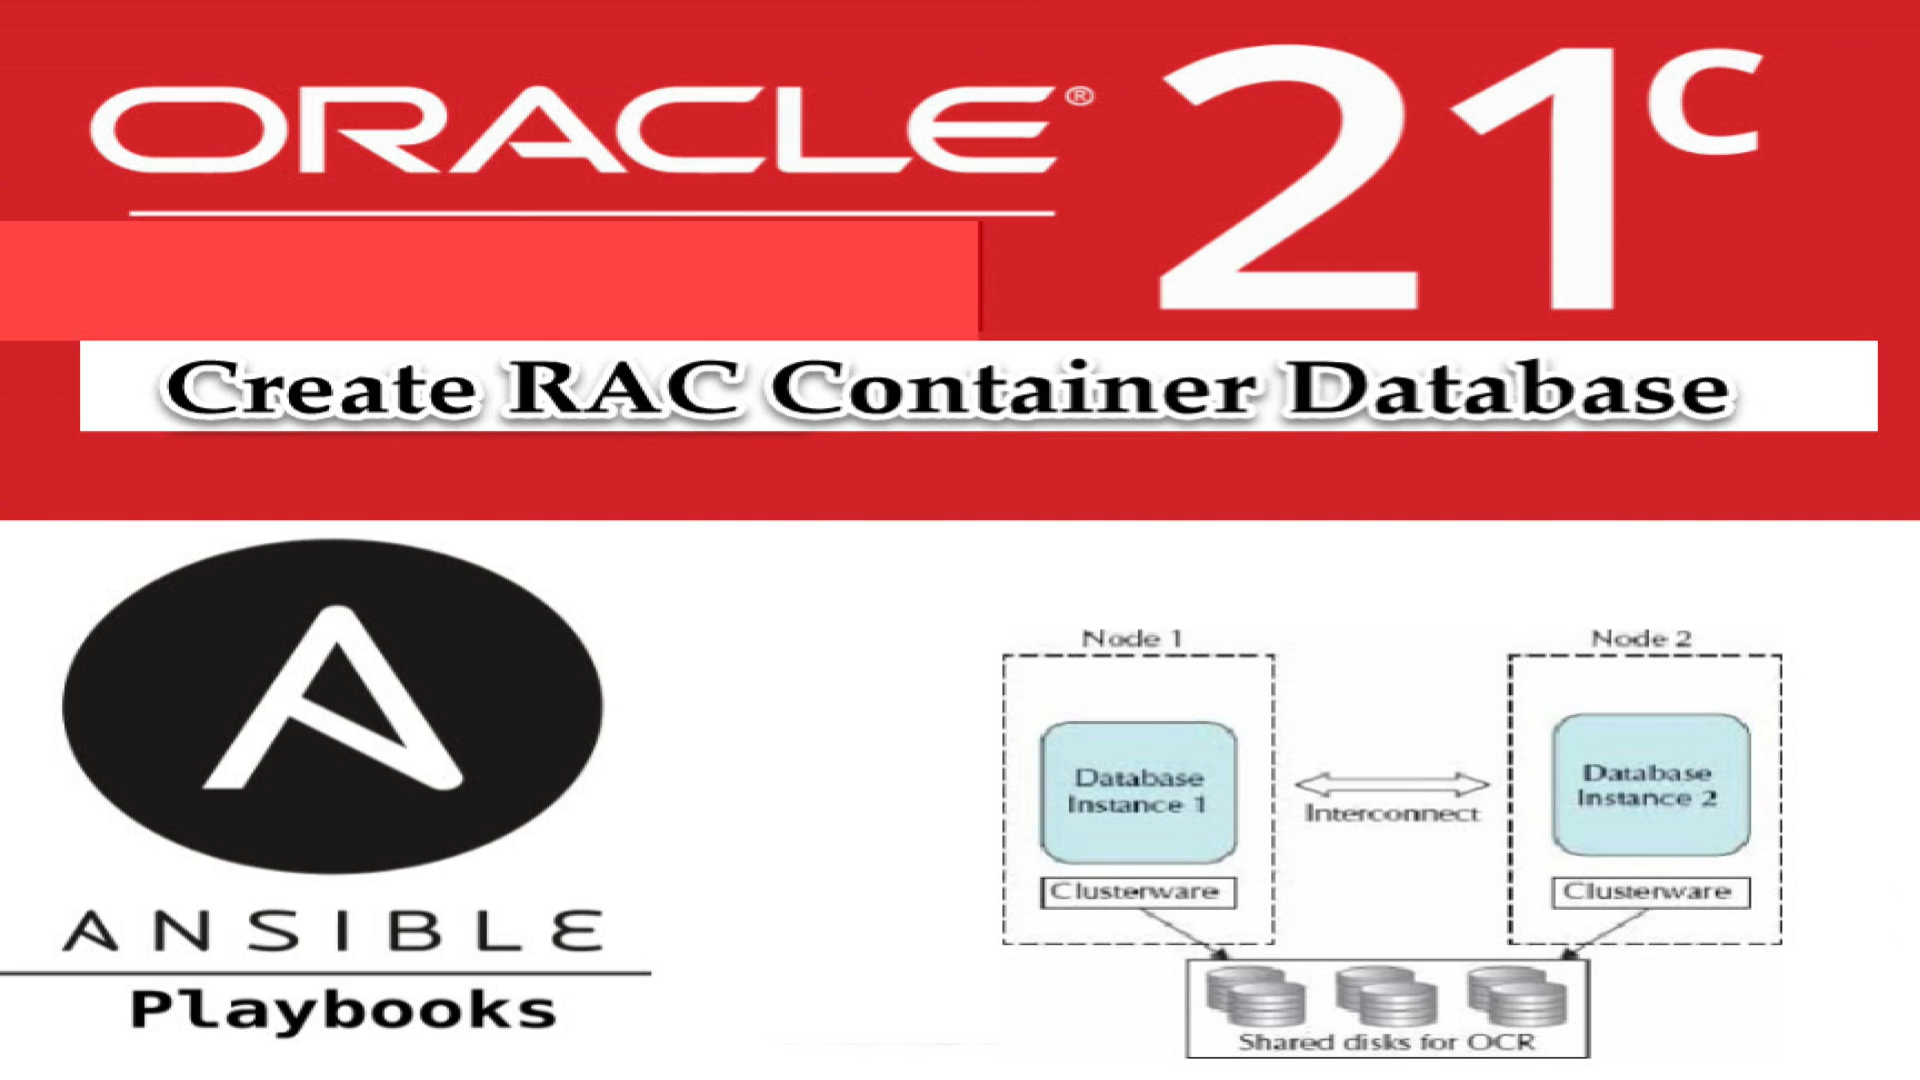 ORACLE® 21c
Create RAC Container Database
ANSIBLE
Playbooks
Node 1
Node 2
Database
Instance 1
Interconnect
Database
Instance 2
Clusterware
Clusterware
Shared disks for OCR